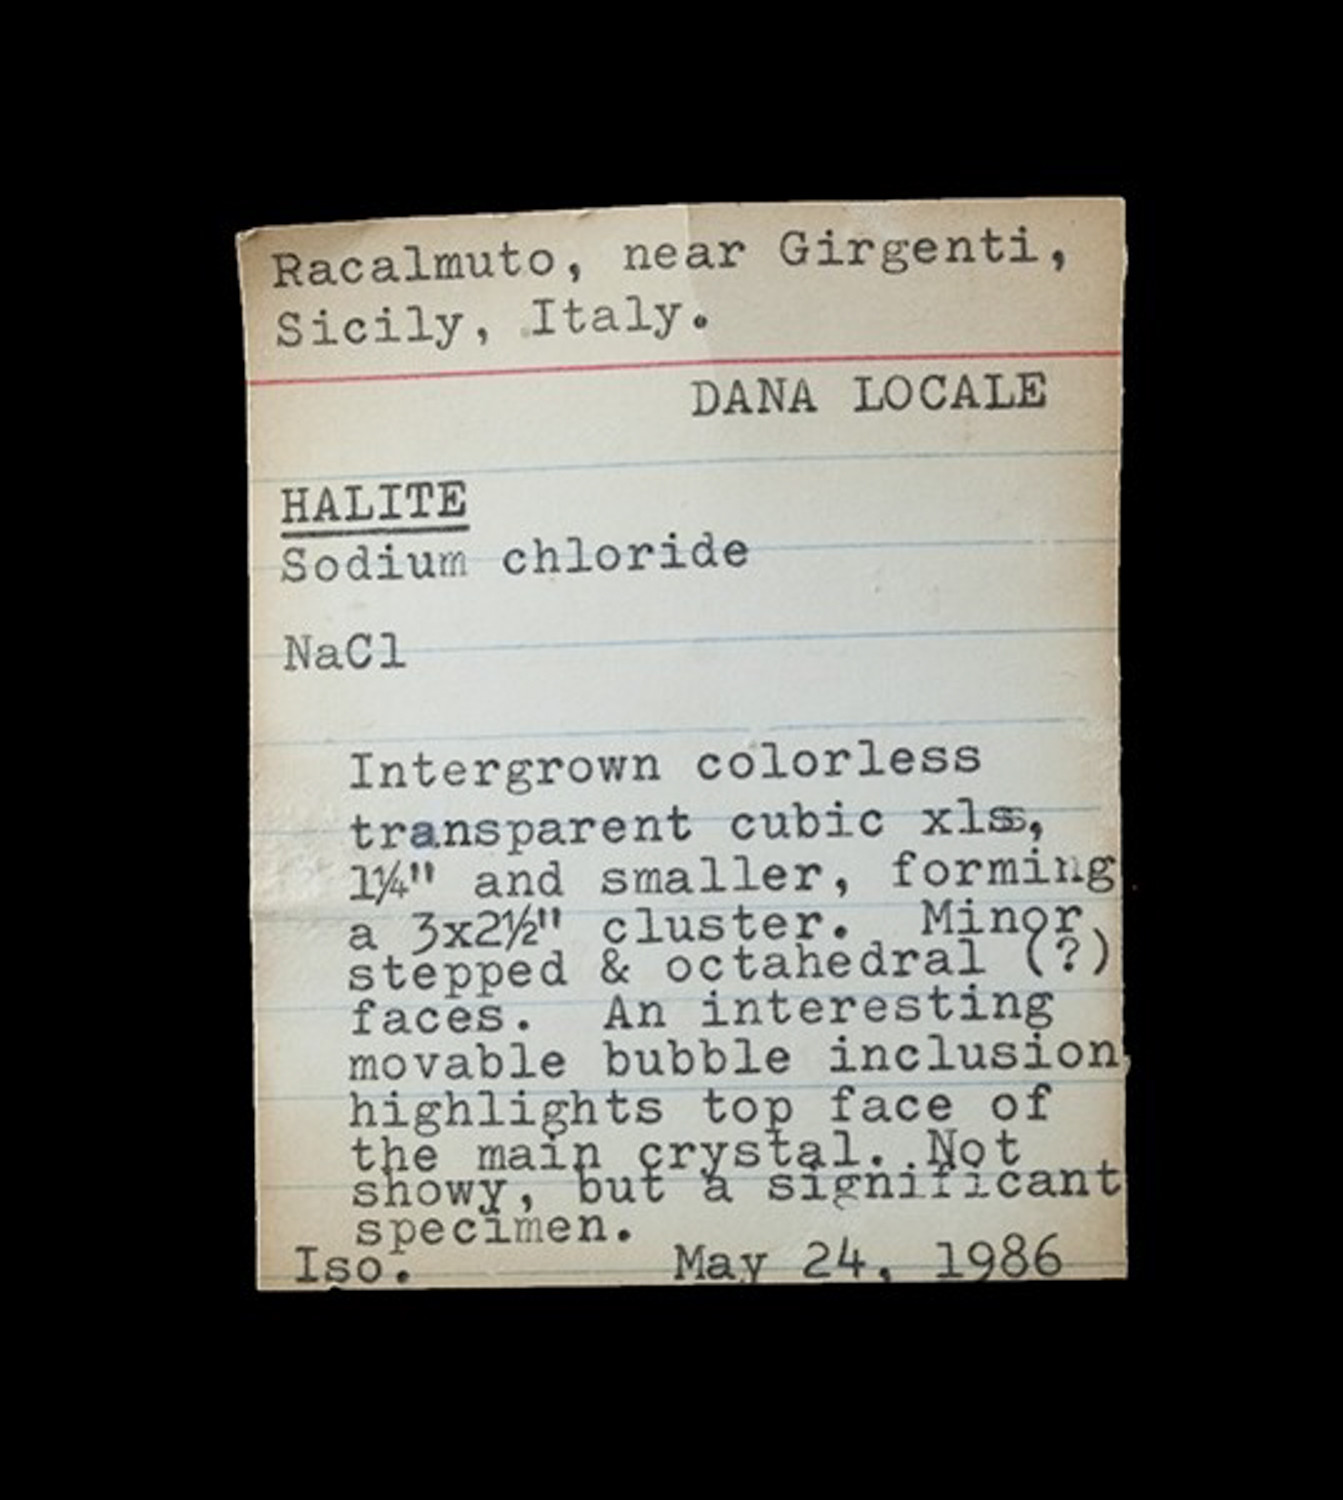 Racalmuto, near Girgenti,
Sicily, Italy.
DANA LOCALE
HALITE
Sodium chloride
NaCl
Intergrown colorless
transparent cubic xls,
1¼" and smaller, forming
a 3x2½" cluster.  Minor
stepped & octahedral (?)
faces.  An interesting
movable bubble inclusion
highlights top face of
the main crystal. Not
showy, but a significant
specimen.
Iso. May 24, 1986